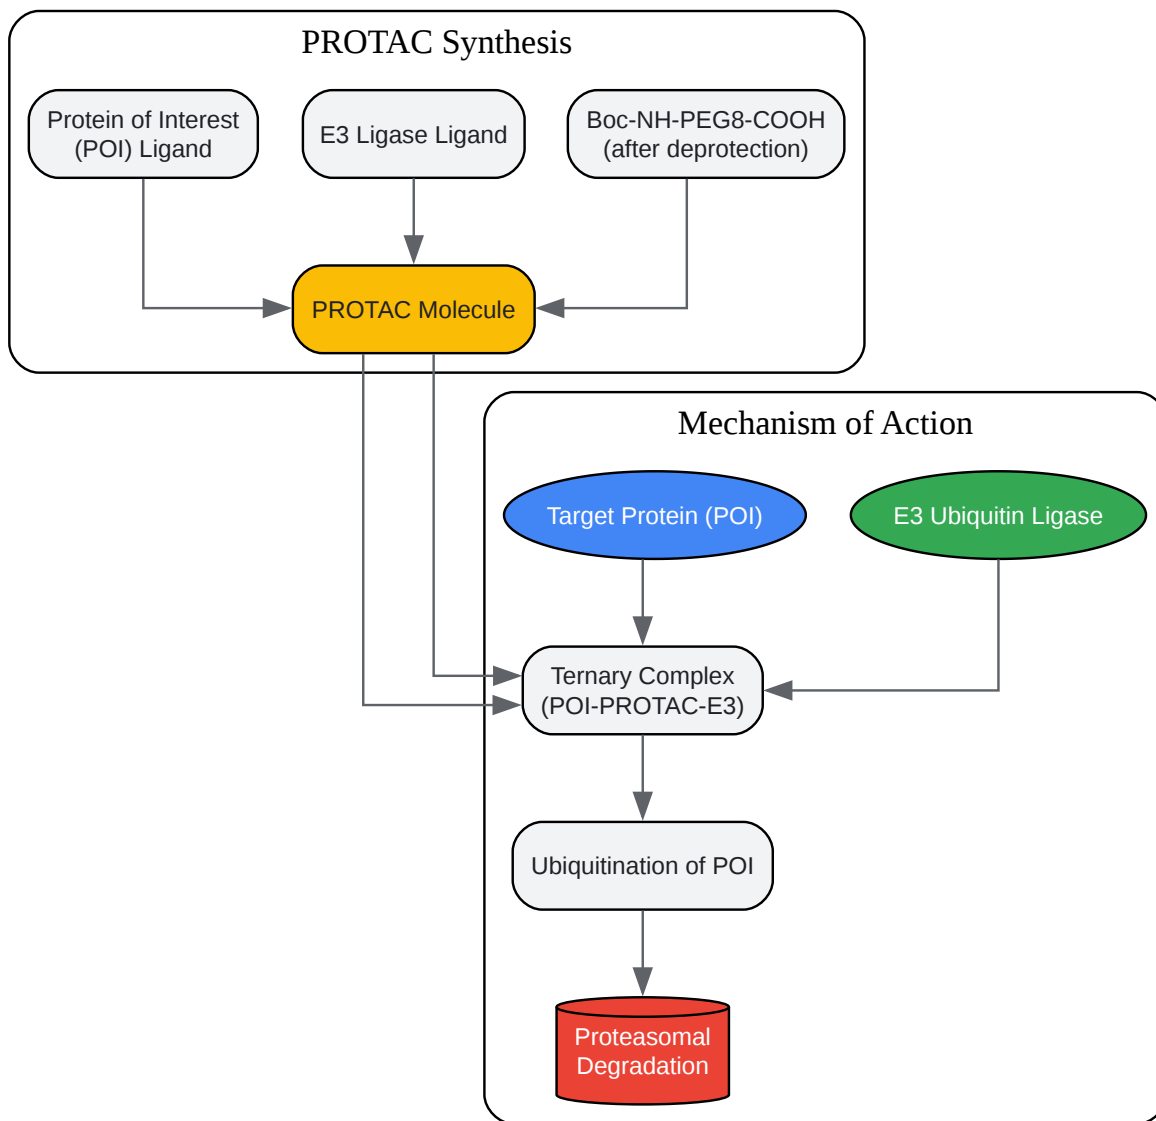 PROTAC Synthesis
Protein of Interest
(POI) Ligand
E3 Ligase Ligand
Boc-NH-PEG8-COOH
(after deprotection)
PROTAC Molecule
Mechanism of Action
Target Protein (POI)
E3 Ubiquitin Ligase
Ternary Complex
(POI-PROTAC-E3)
Ubiquitination of POI
Proteasomal
Degradation